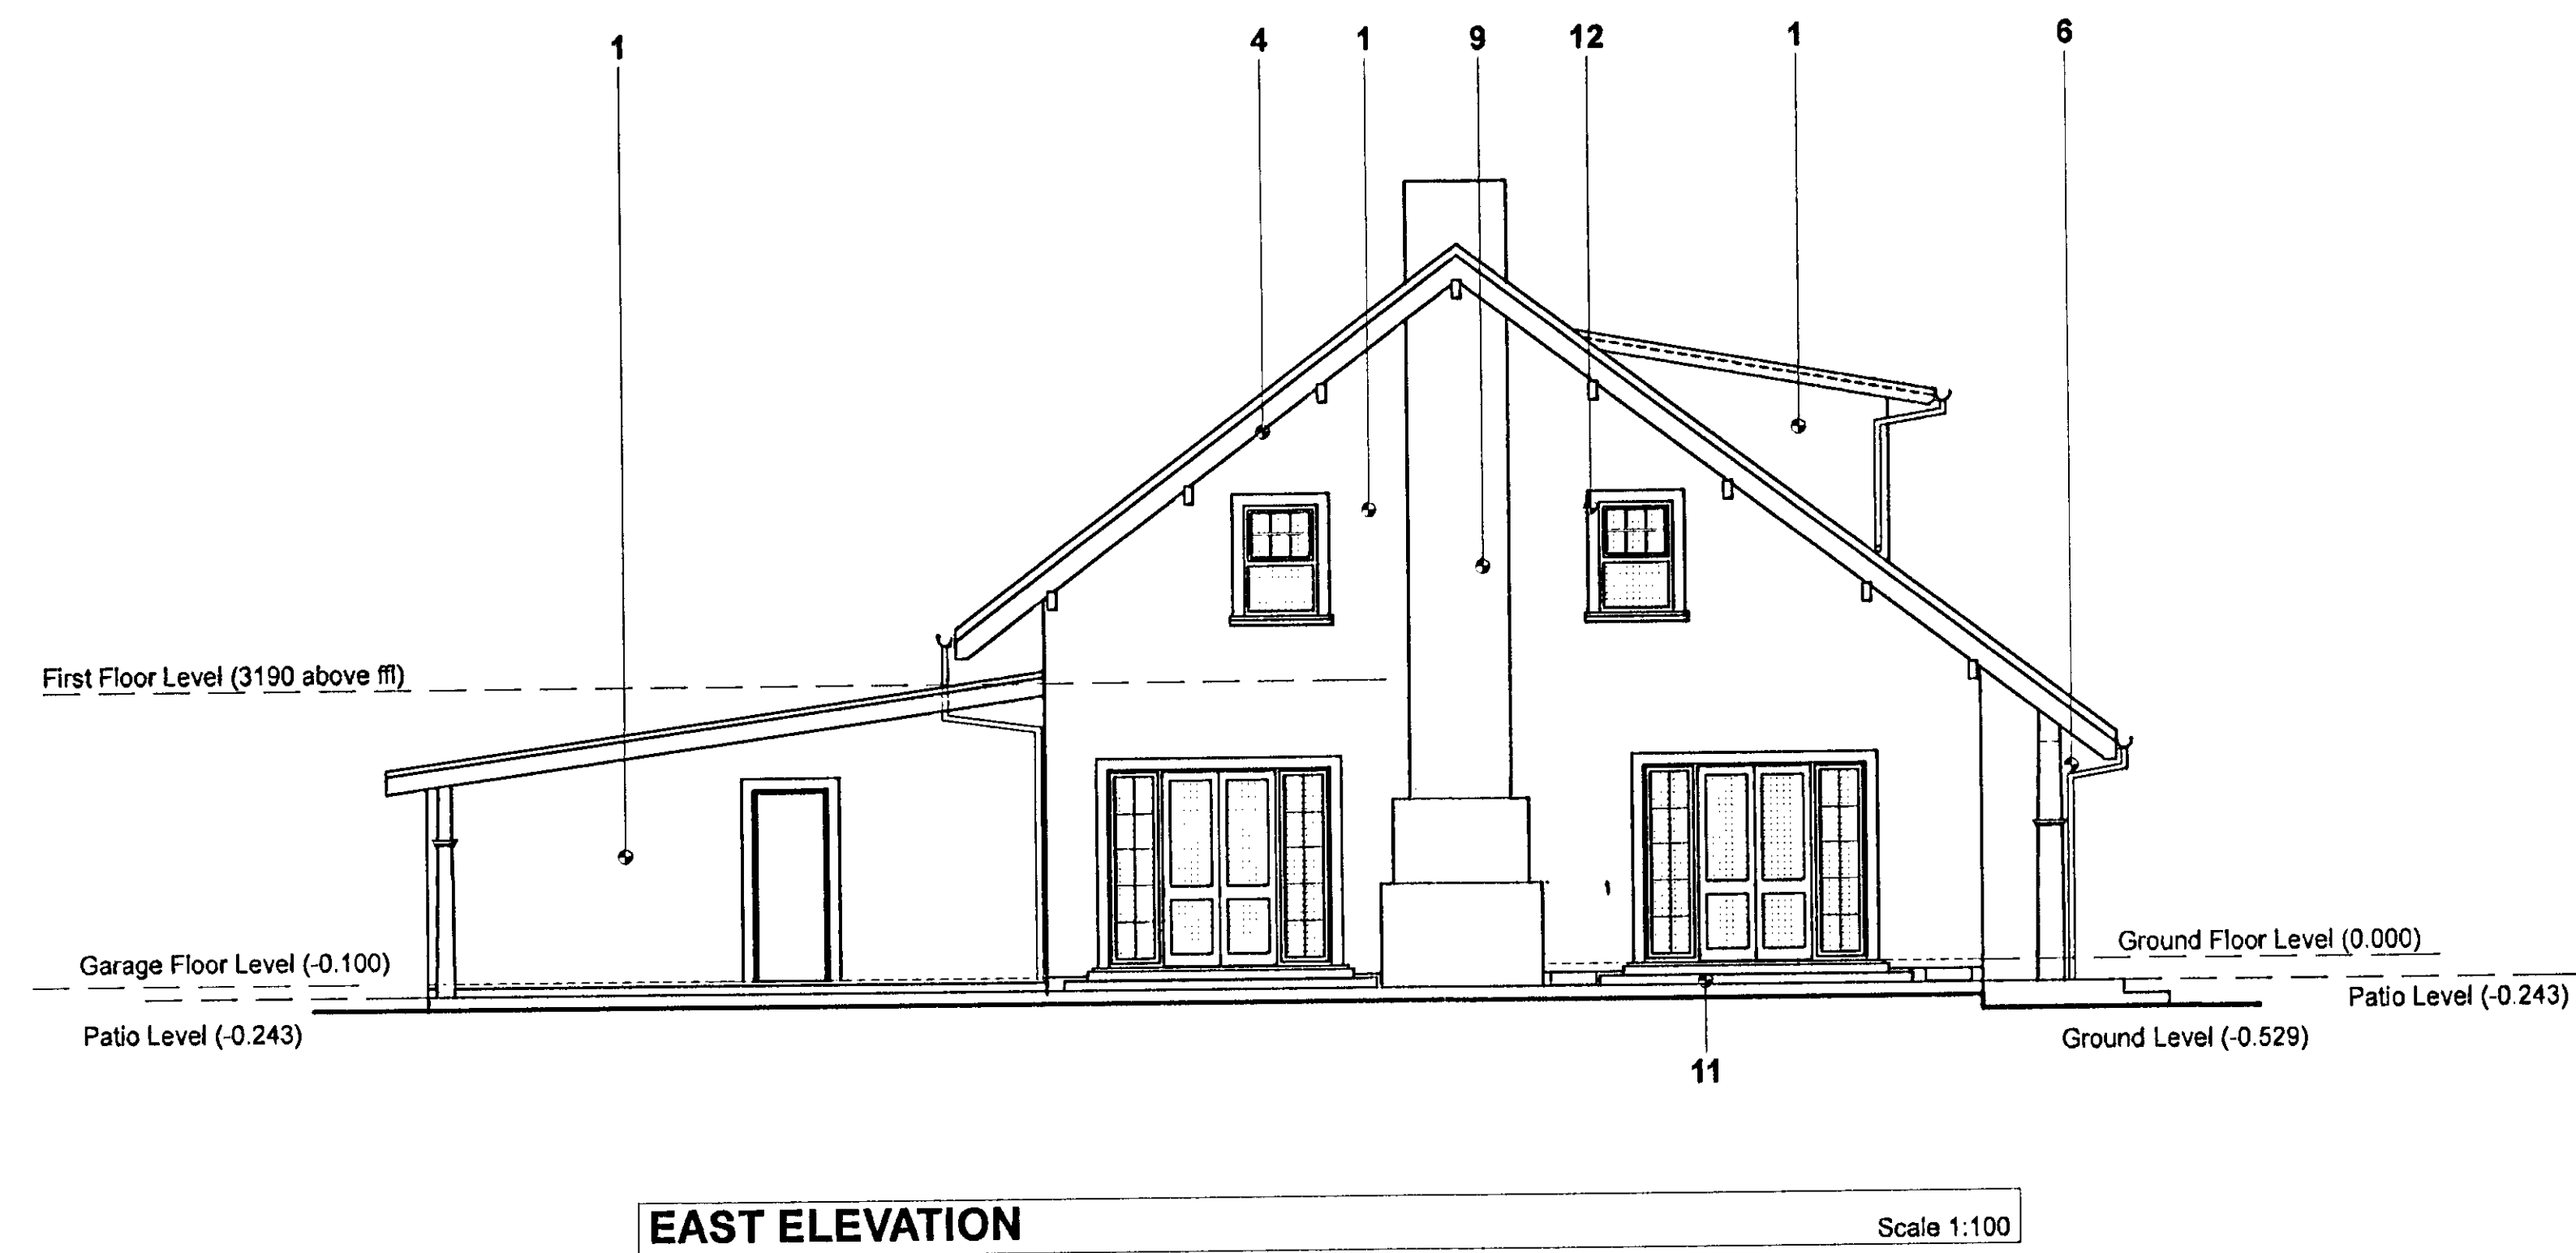 1 4 1 9 12 1 6
First Floor Level (3190 above ffl)
Garage Floor Level (-0.100)
Patio Level (-0.243)
Ground Floor Level (0.000)
Patio Level (-0.243)
Ground Level (-0.529)
11
EAST ELEVATION
Scale 1:100